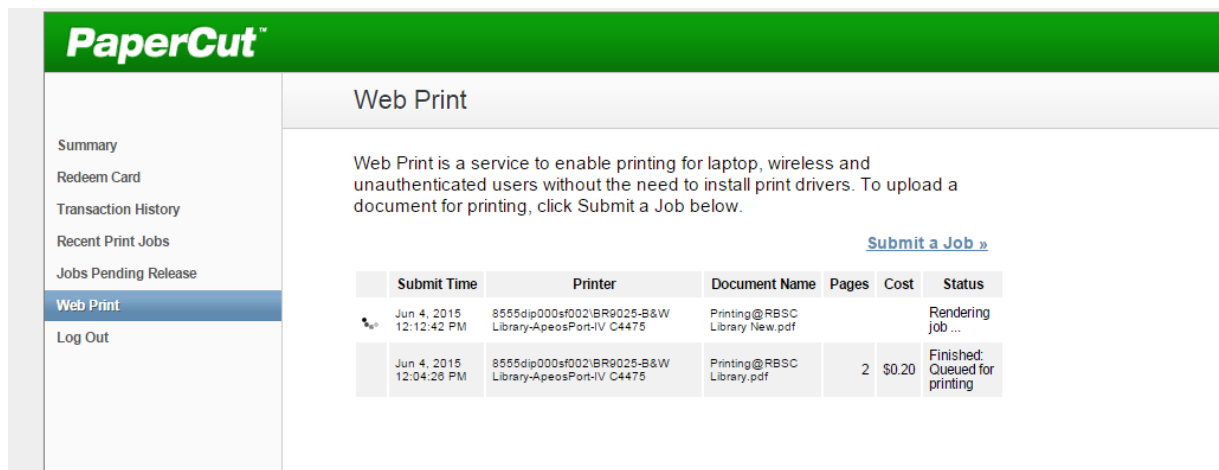 PaperCut™
Web Print
Summary
Redeem Card
Transaction History
Recent Print Jobs
Jobs Pending Release
Web Print
Log Out
Web Print is a service to enable printing for laptop, wireless and
unauthenticated users without the need to install print drivers. To upload a
document for printing, click Submit a Job below.
Submit a Job »
Submit Time Printer Document Name Pages Cost Status
Jun 4, 2015 8555dip000sf002\BR9025-B&W Printing@RBSC Rendering
12:12:42 PM Library-ApeosPort-IV C4475 Library New.pdf job ...
Jun 4, 2015 8555dip000sf002\BR9025-B&W Printing@RBSC 2 $0.20 Finished:
12:04:26 PM Library-ApeosPort-IV C4475 Library.pdf Queued for
printing